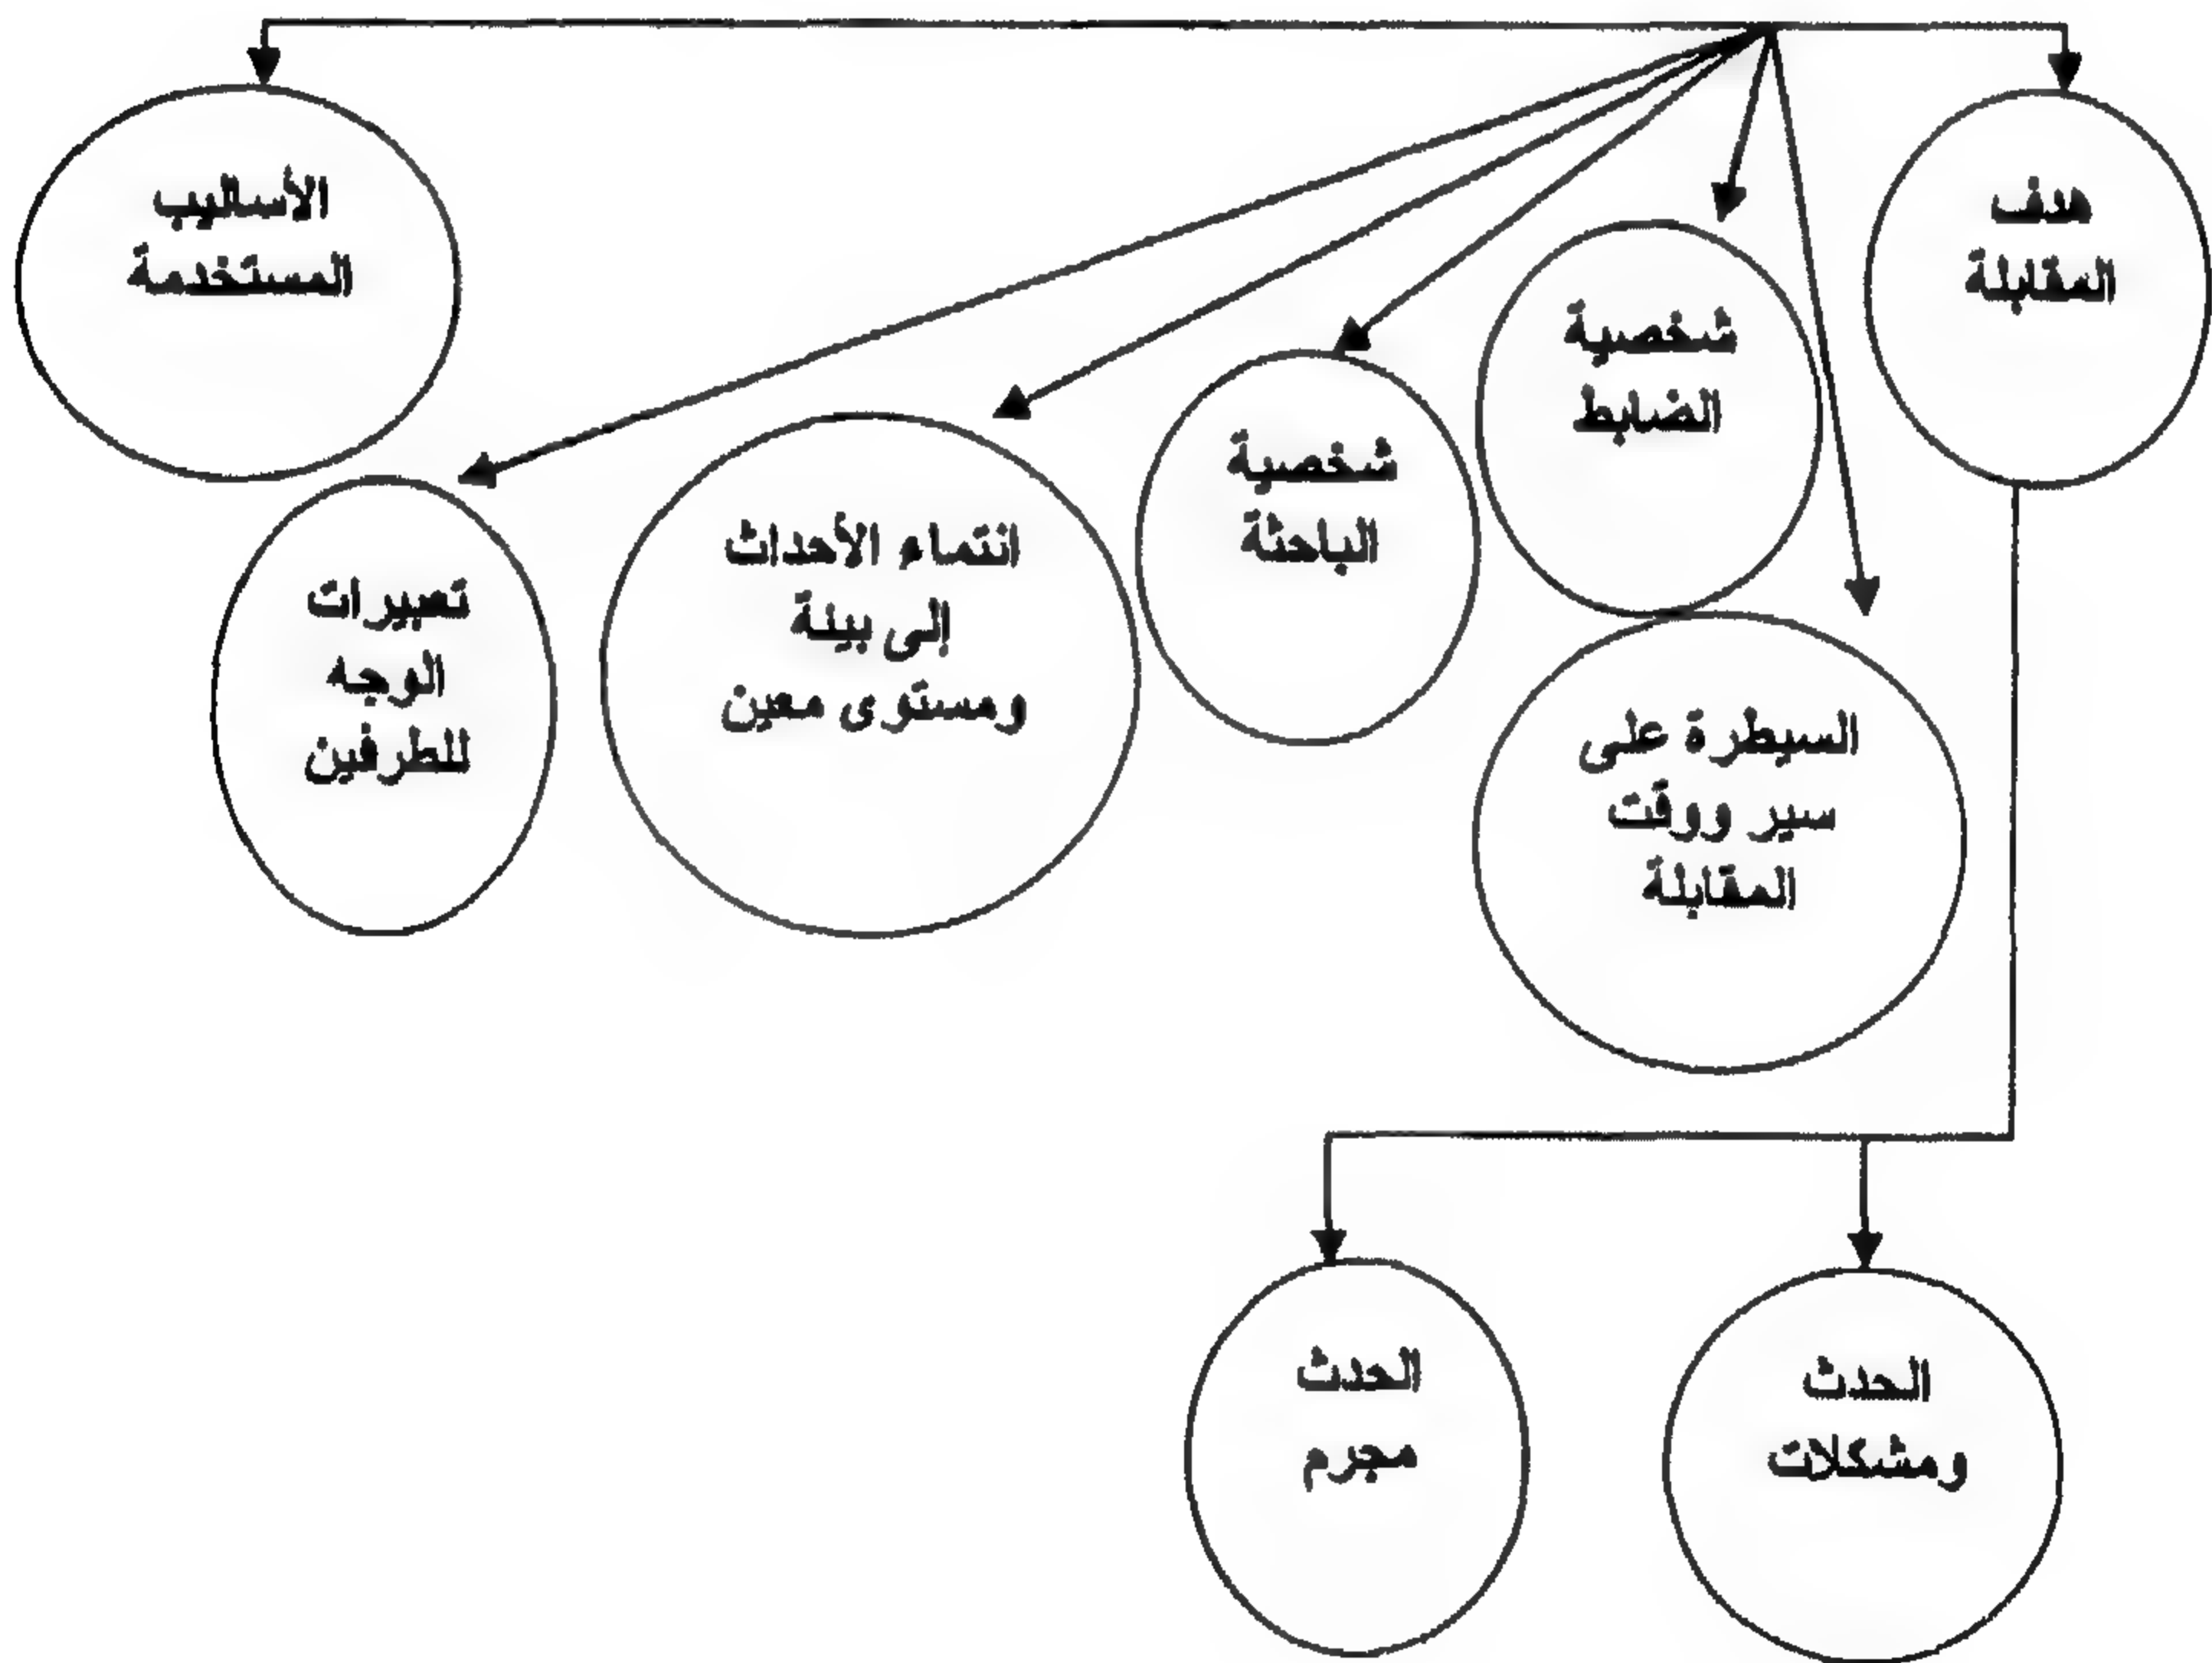 هدف
المقابلة
شخصية
الضابط
السيطرة على
سير ووقت
المقابلة
شخصية
الباحثة
انتماء الأحداث
إلى بيئة
ومستوى معين
تعبيرات
الوجه
للطرفين
الأساليب
المستخدمة
الحدث
ومشكلات
الحدث
مجرم